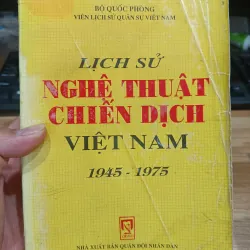 BỘ QUỐC PHÒNG
VIỆN LỊCH SỬ QUÂN SỰ VIỆT NAM
LỊCH SỬ
NGHỆ THUẬT
CHIẾN DỊCH
VIỆT NAM
1945 - 1975
NHÀ XUẤT BẢN QUÂN ĐỘI NHÂN DÂN